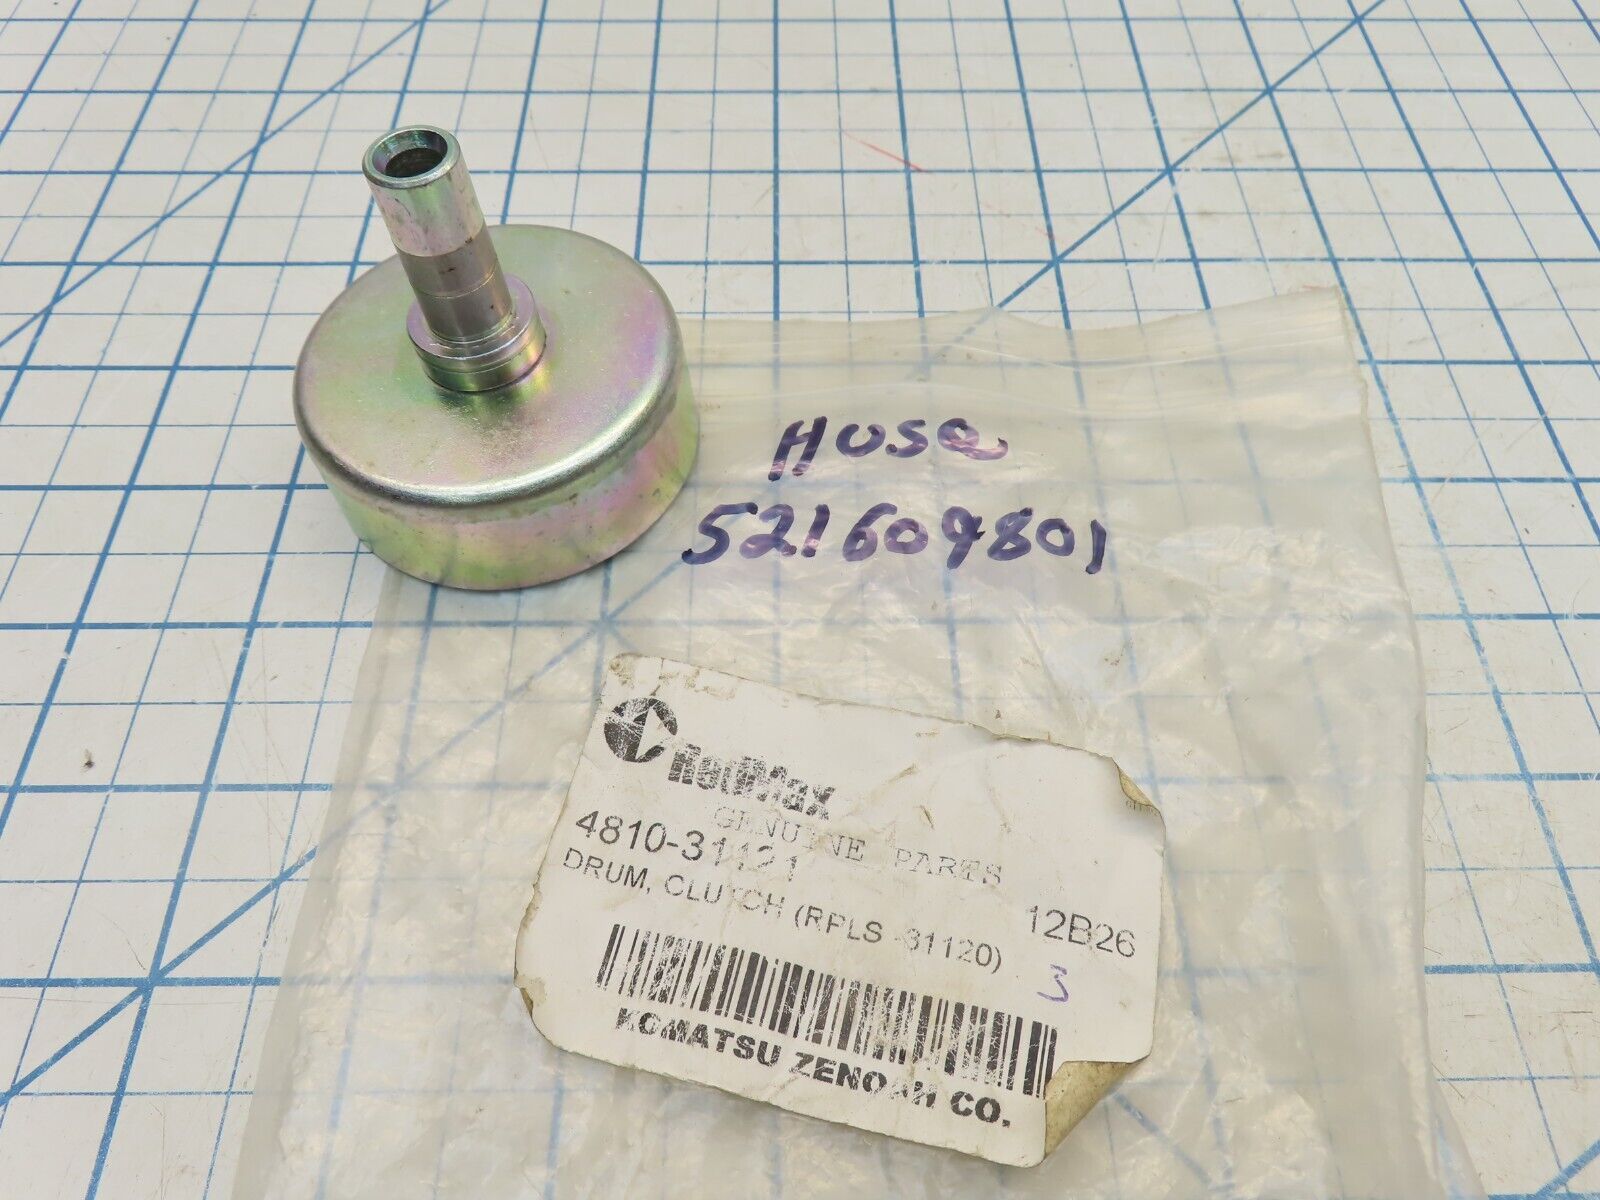 HUSQ
521609801
RedMax
GENUINE PARTS
4810-31121
DRUM, CLUTCH (RPLS -31120)
12B26
3
KOMATSU ZENOAH CO.